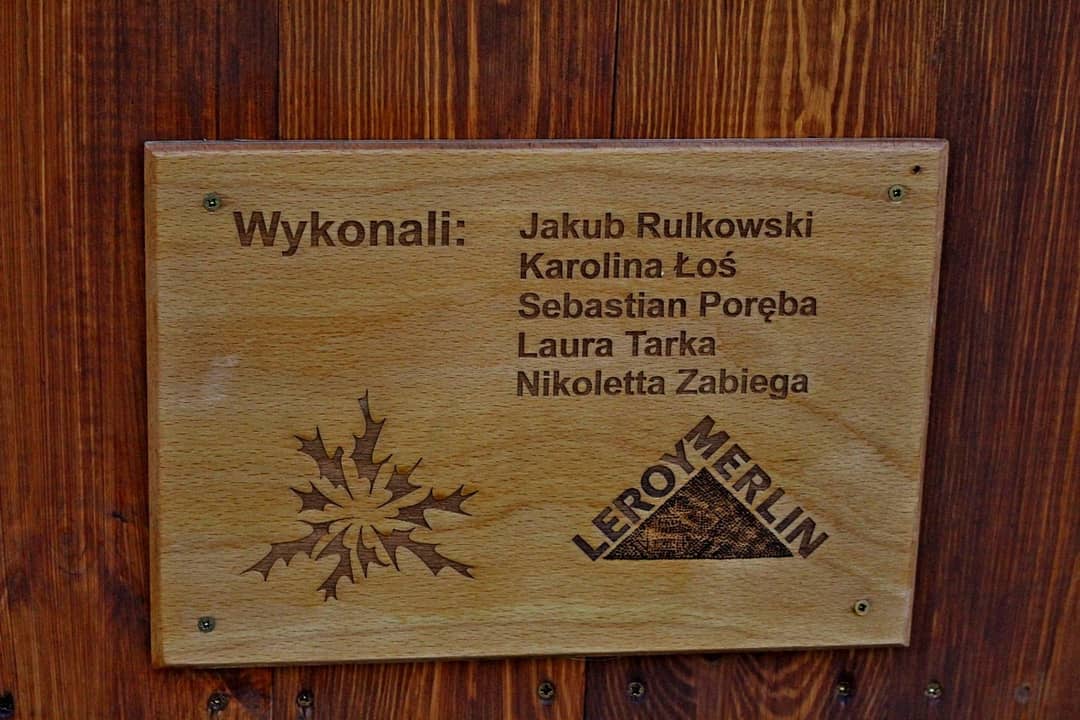 Wykonali:
Jakub Rulkowski
Karolina Łoś
Sebastian Poręba
Laura Tarka
Nikoletta Zabiega
LEROY MERLIN